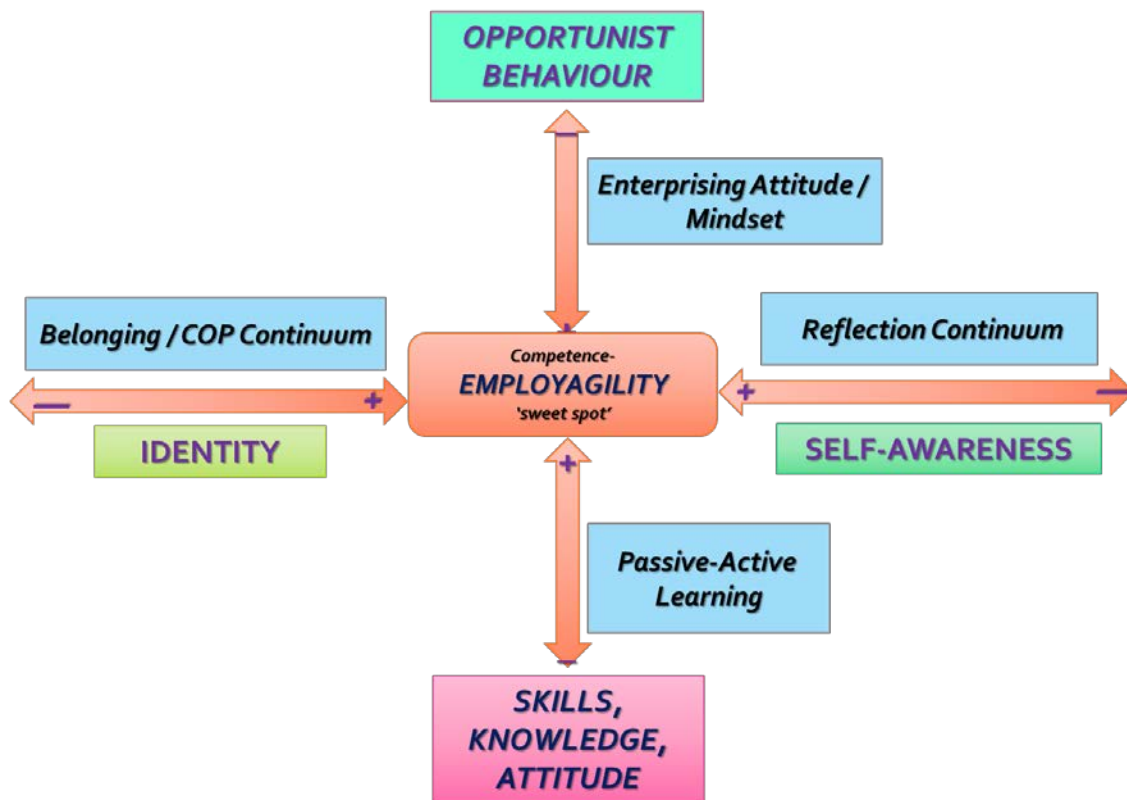 OPPORTUNIST
BEHAVIOUR
—
Enterprising Attitude /
Mindset
+
Belonging / COP Continuum
— +
IDENTITY
Competence-
EMPLOYAGILITY
'sweet spot'
Reflection Continuum
+ —
SELF-AWARENESS
+
Passive-Active
Learning
—
SKILLS,
KNOWLEDGE,
ATTITUDE